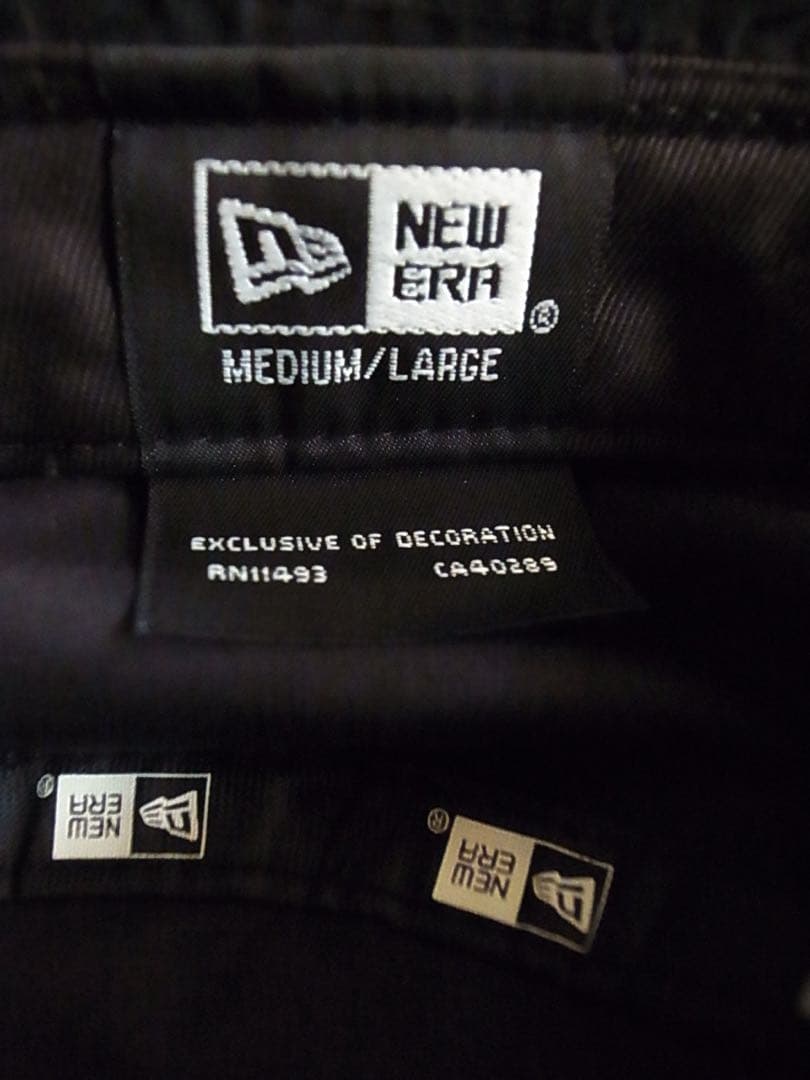 NEW
ERA
®
MEDIUM/LARGE
EXCLUSIVE OF DECORATION
RN11493 CA40289
NEW
ERA
®
NEW
ERA
®